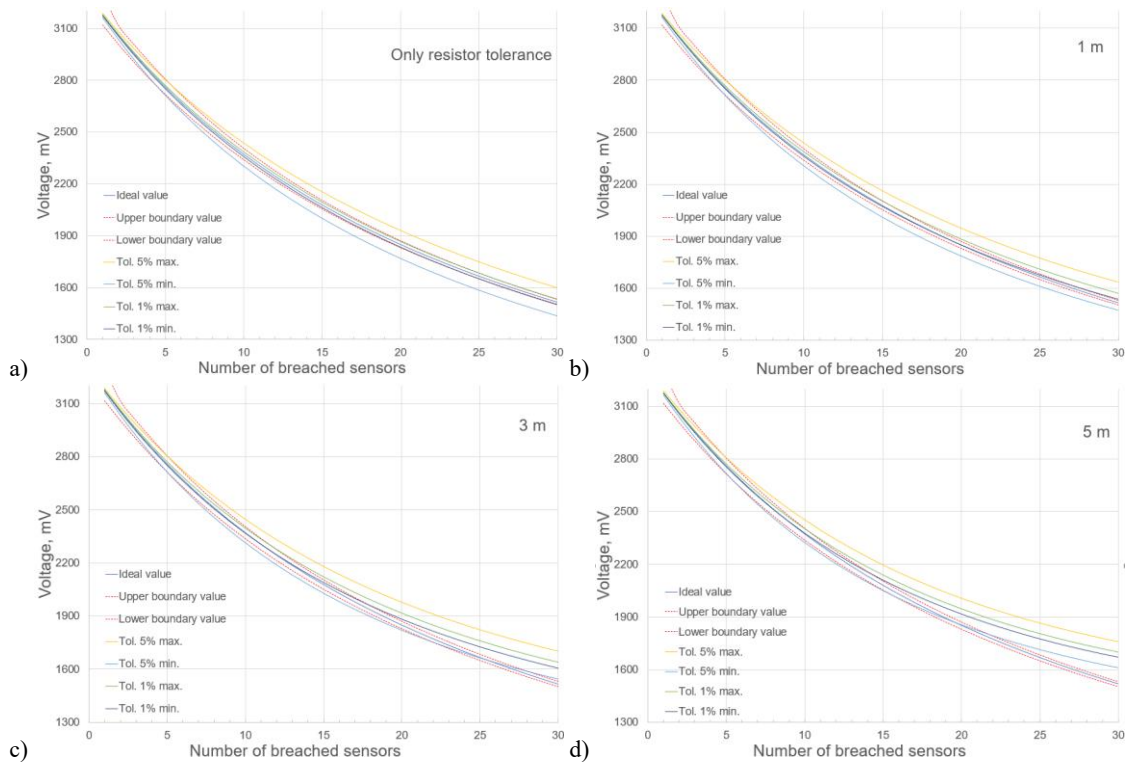 3100
2800
2500
2200
1900
1600
1300
Voltage, mV
Only resistor tolerance
Ideal value
Upper boundary value
Lower boundary value
Tol. 5% max.
Tol. 5% min.
Tol. 1% max.
Tol. 1% min.
0 5 10 15 20 25 30
Number of breached sensors
a)
3100
2800
2500
2200
1900
1600
1300
Voltage, mV
1 m
Ideal value
Upper boundary value
Lower boundary value
Tol. 5% max.
Tol. 5% min.
Tol. 1% max.
Tol. 1% min.
0 5 10 15 20 25 30
Number of breached sensors
b)
3100
2800
2500
2200
1900
1600
1300
Voltage, mV
3 m
Ideal value
Upper boundary value
Lower boundary value
Tol. 5% max.
Tol. 5% min.
Tol. 1% max.
Tol. 1% min.
0 5 10 15 20 25 30
Number of breached sensors
c)
3100
2800
2500
2200
1900
1600
1300
Voltage, mV
5 m
Ideal value
Upper boundary value
Lower boundary value
Tol. 5% max.
Tol. 5% min.
Tol. 1% max.
Tol. 1% min.
0 5 10 15 20 25 30
Number of breached sensors
d)